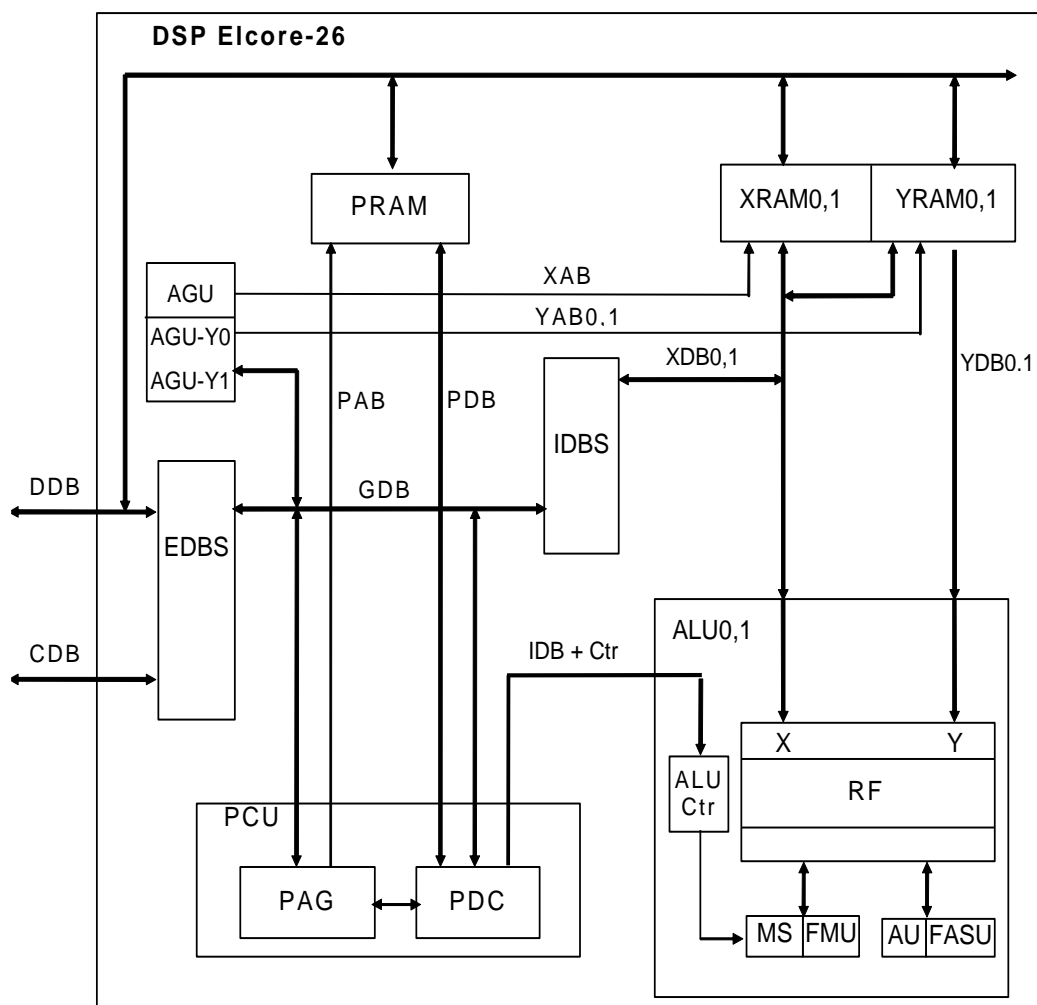 DSP Elcore-26
PRAM
XRAM0,1
YRAM0,1
AGU
XAB
AGU-Y0
YAB0,1
AGU-Y1
XDB0,1
YDB0.1
PAB
PDB
IDBS
DDB
GDB
EDBS
CDB
IDB + Ctr
ALU0,1
X
Y
ALU
Ctr
RF
PCU
PAG
PDC
MS
FMU
AU
FASU